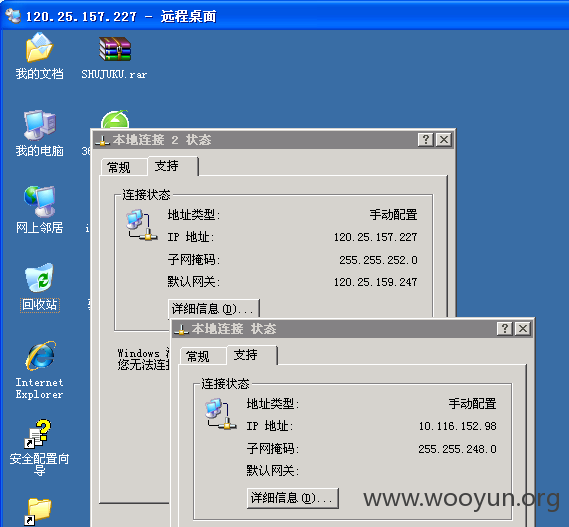 120.25.157.227 - 远程桌面
我的文档
SHUJUKU.rar
我的电脑
网上邻居
回收站
Internet
Explorer
安全配置向
导
本地连接 2 状态
常规
支持
连接状态
地址类型:
手动配置
IP 地址:
120.25.157.227
子网掩码:
255.255.252.0
默认网关:
120.25.159.247
详细信息(D)...
Windows
您无法连接
本地连接 状态
常规
支持
连接状态
地址类型:
手动配置
IP 地址:
10.116.152.98
子网掩码:
255.255.248.0
默认网关:
详细信息(D)...
www.wooyun.org